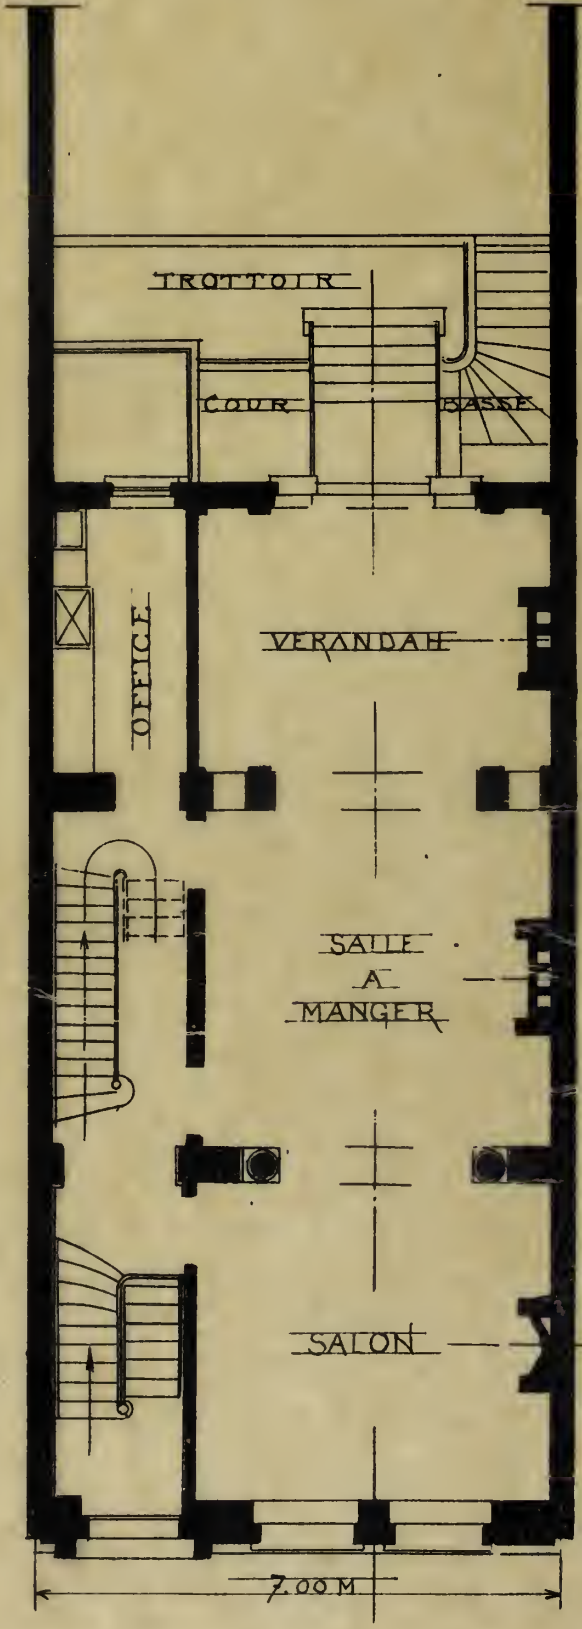 TROTTOIR
COUR BASSE
OFFICE
VERANDAH
SALLE
A
MANGER
SALON
7.00 M